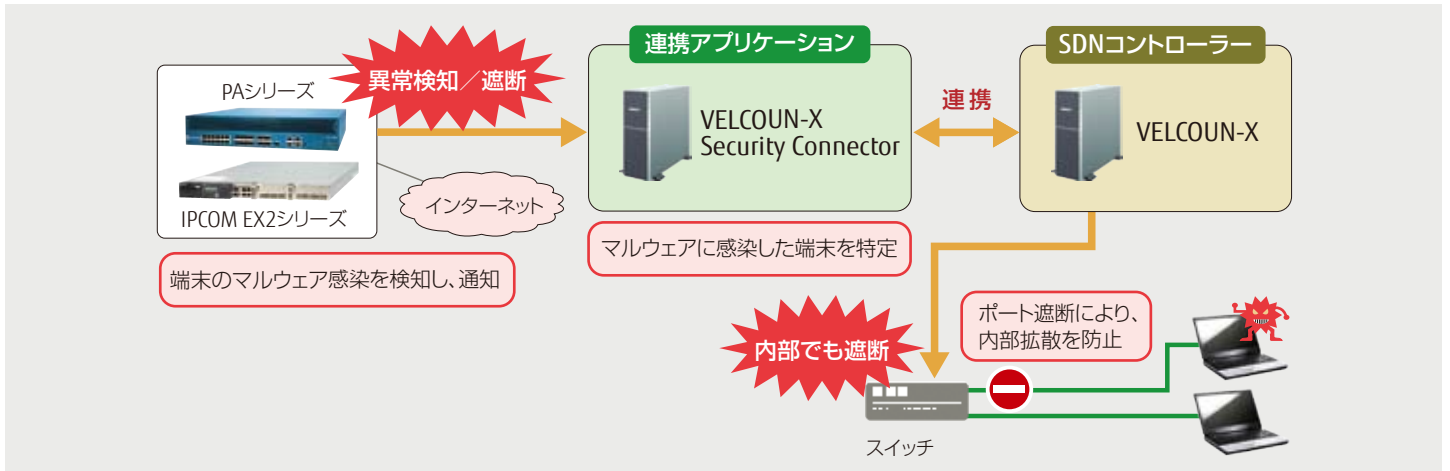 PAシリーズ
IPCOM EX2シリーズ
異常検知／遮断
インターネット
端末のマルウェア感染を検知し、通知
連携アプリケーション
VELCOUN-X
Security Connector
マルウェアに感染した端末を特定
連携
SDNコントローラー
VELCOUN-X
内部でも遮断
ポート遮断により、
内部拡散を防止
スイッチ